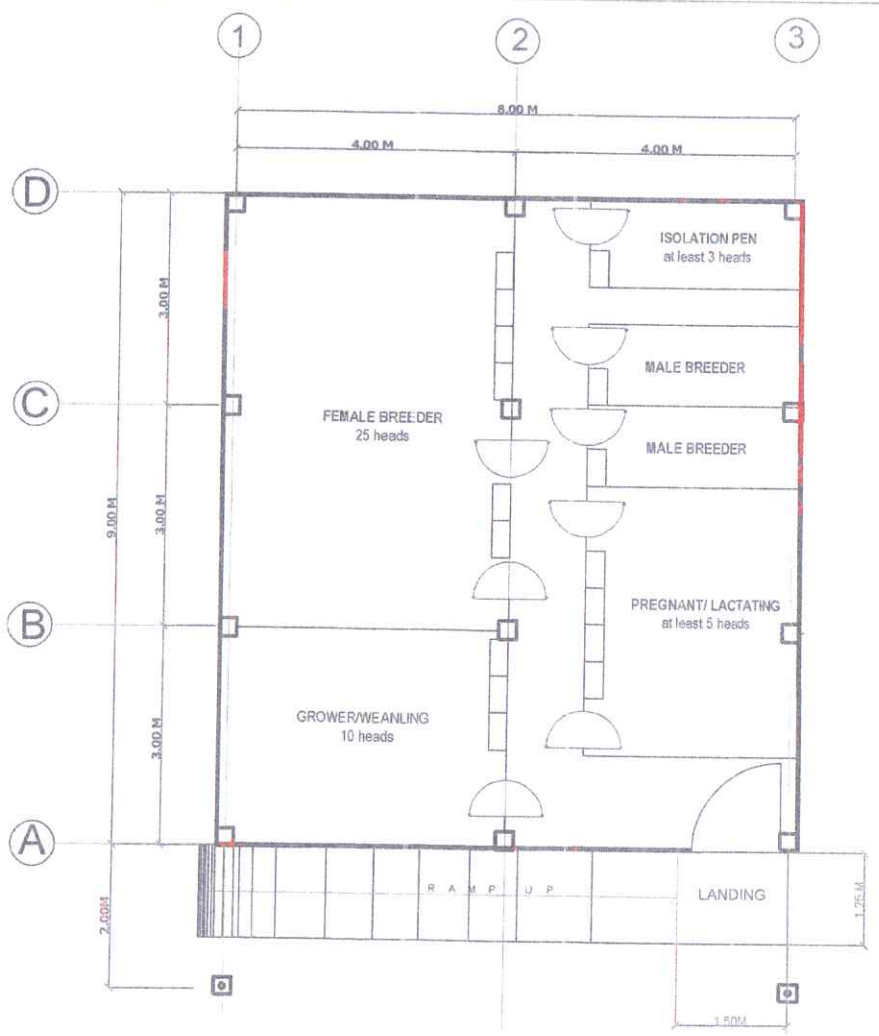 1
2
3
8.00 M
4.00 M
4.00 M
D
ISOLATION PEN
at least 3 heads
3.00 M
MALE BREEDER
C
FEMALE BREEDER
25 heads
MALE BREEDER
9.00 M
3.00 M
PREGNANT/ LACTATING
at least 5 heads
B
GROWER/WEANLING
10 heads
3.00 M
A
RAMP UP
LANDING
1.25 M
2.00M
1.50M